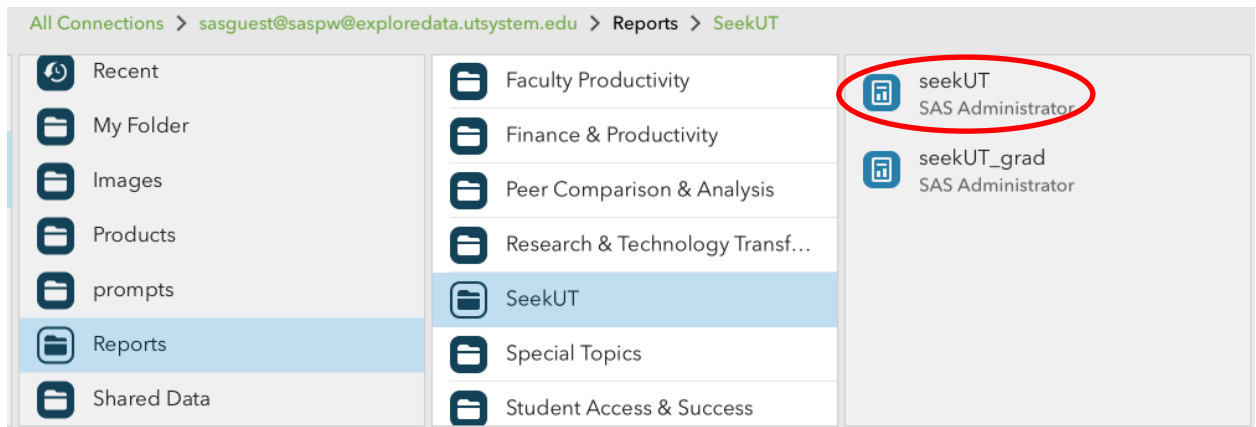 All Connections > sasguest@saspw@exploredata.utsystem.edu > Reports > SeekUT
Recent
My Folder
Images
Products
prompts
Reports
Shared Data
Faculty Productivity
Finance & Productivity
Peer Comparison & Analysis
Research & Technology Transf...
SeekUT
Special Topics
Student Access & Success
seekUT
SAS Administrator
seekUT_grad
SAS Administrator